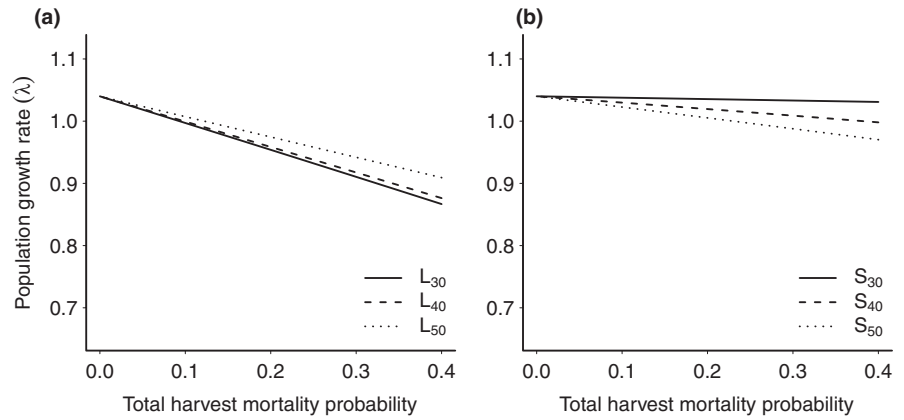 (a)
Population growth rate (λ)
1.1
1.0
0.9
0.8
0.7
0.0 0.1 0.2 0.3 0.4
Total harvest mortality probability
L30
L40
L50
(b)
1.1
1.0
0.9
0.8
0.7
0.0 0.1 0.2 0.3 0.4
Total harvest mortality probability
S30
S40
S50